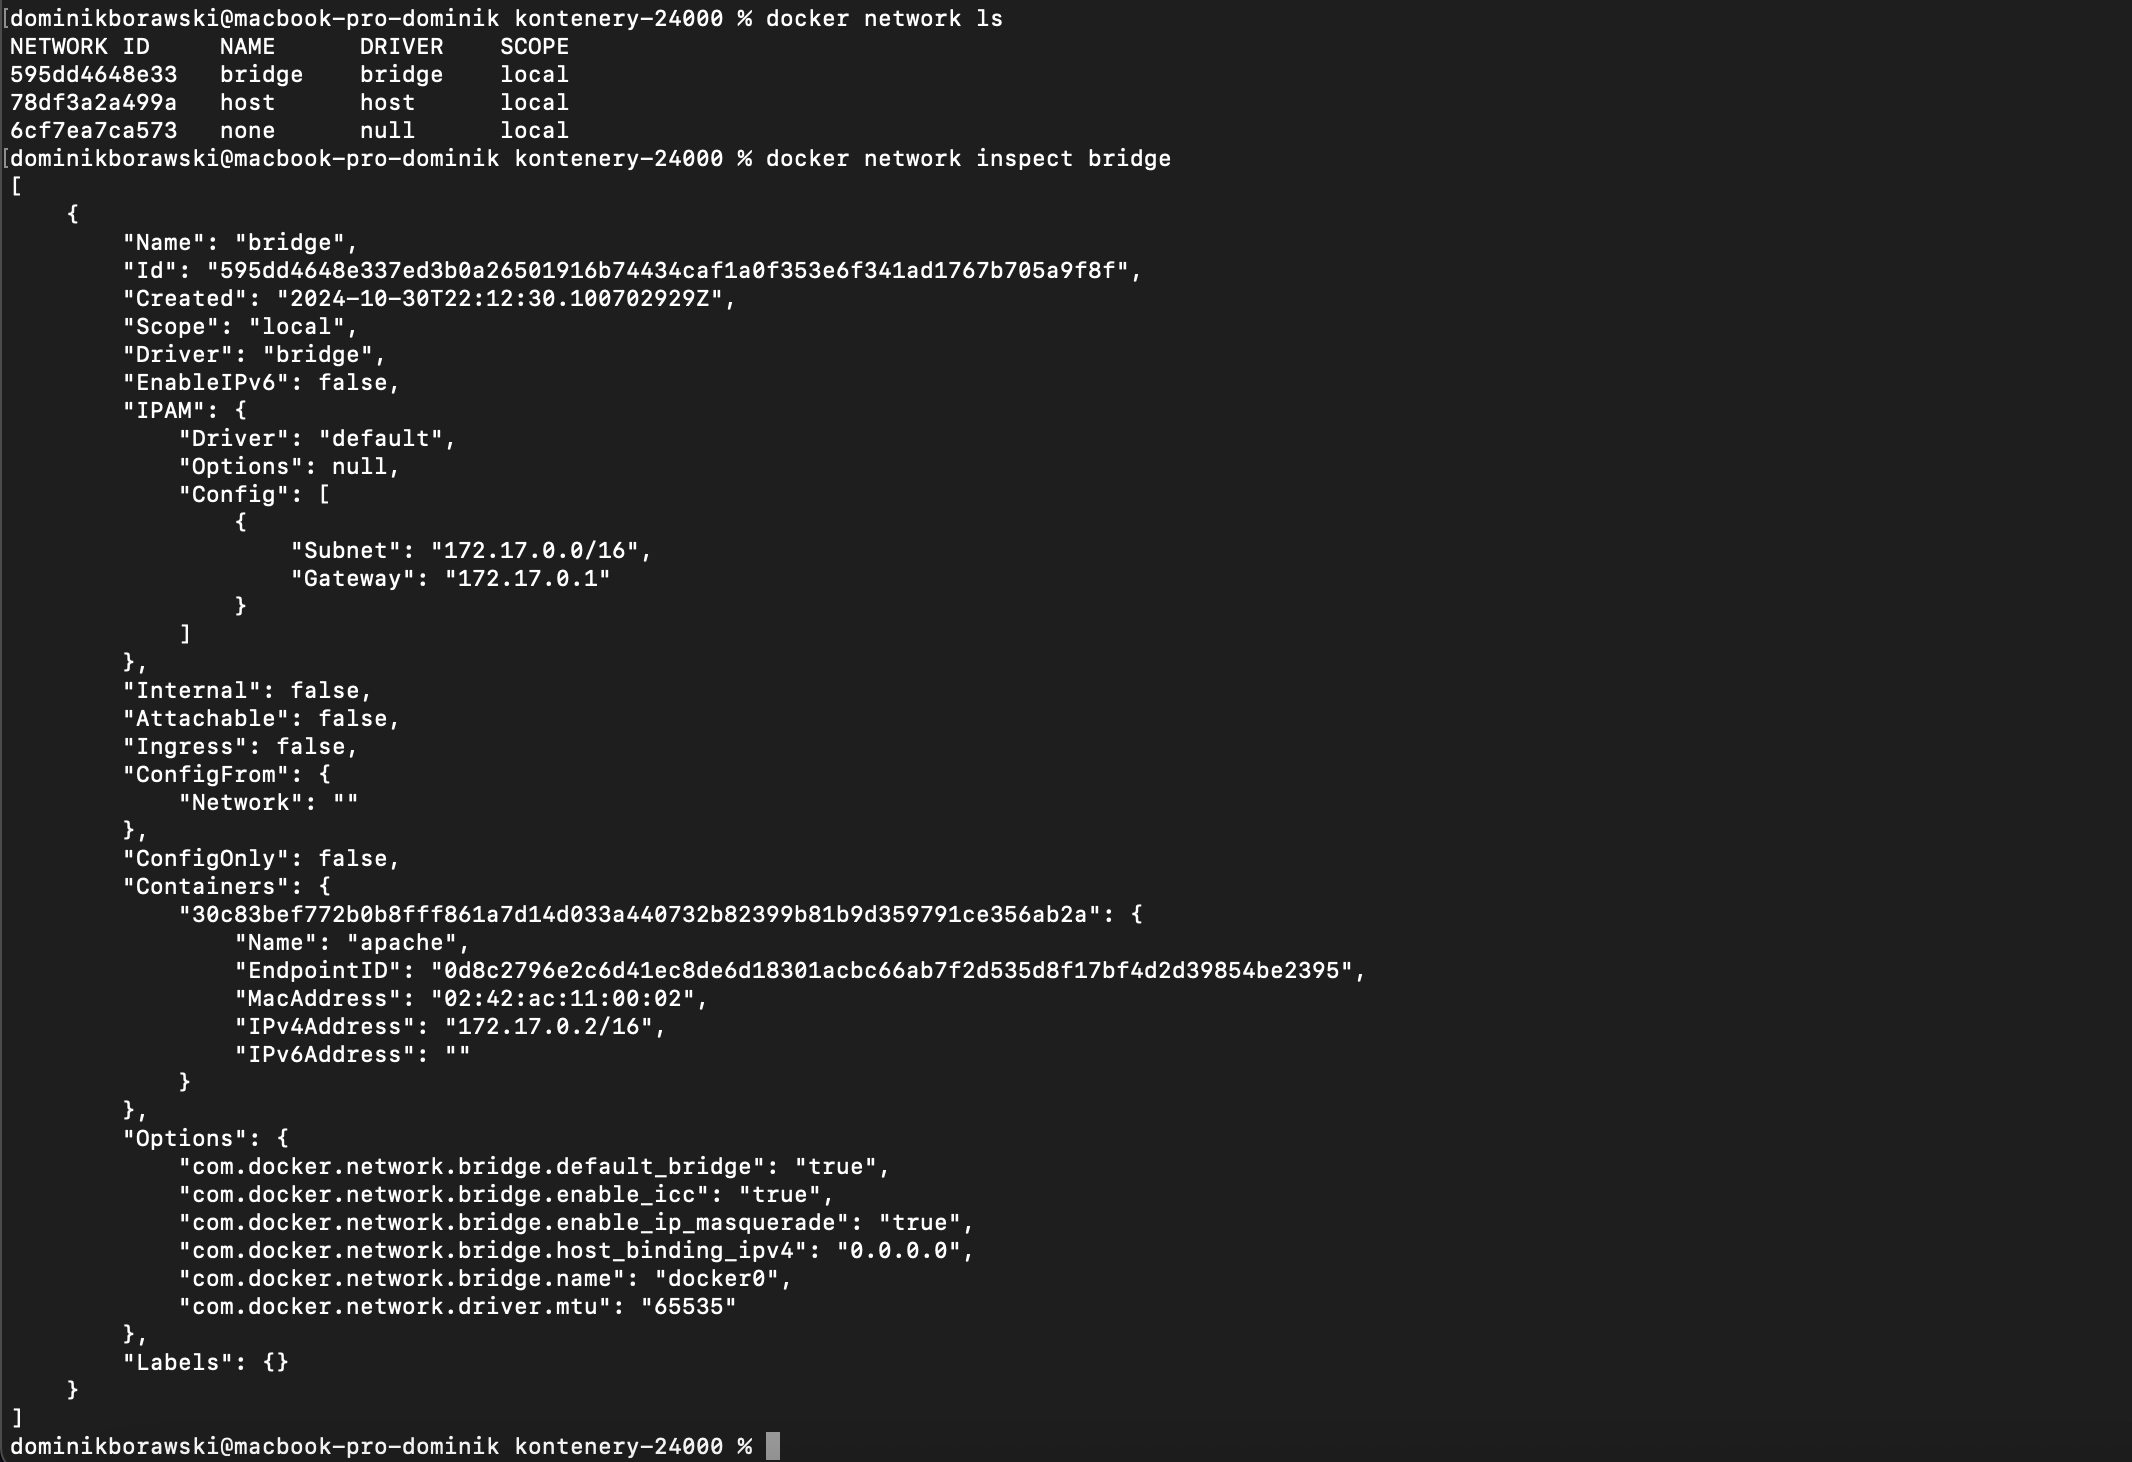 [dominikborawski@macbook-pro-dominik kontenery-24000 % docker network ls
NETWORK ID     NAME      DRIVER    SCOPE
595dd4648e33   bridge    bridge    local
78df3a2a499a   host      host      local
6cf7ea7ca573   none      null      local
[dominikborawski@macbook-pro-dominik kontenery-24000 % docker network inspect bridge
[
    {
        "Name": "bridge",
        "Id": "595dd4648e337ed3b0a26501916b74434caf1a0f353e6f341ad1767b705a9f8f",
        "Created": "2024-10-30T22:12:30.100702929Z",
        "Scope": "local",
        "Driver": "bridge",
        "EnableIPv6": false,
        "IPAM": {
            "Driver": "default",
            "Options": null,
            "Config": [
                {
                    "Subnet": "172.17.0.0/16",
                    "Gateway": "172.17.0.1"
                }
            ]
        },
        "Internal": false,
        "Attachable": false,
        "Ingress": false,
        "ConfigFrom": {
            "Network": ""
        },
        "ConfigOnly": false,
        "Containers": {
            "30c83bef772b0b8fff861a7d14d033a440732b82399b81b9d359791ce356ab2a": {
                "Name": "apache",
                "EndpointID": "0d8c2796e2c6d41ec8de6d18301acbc66ab7f2d535d8f17bf4d2d39854be2395",
                "MacAddress": "02:42:ac:11:00:02",
                "IPv4Address": "172.17.0.2/16",
                "IPv6Address": ""
            }
        },
        "Options": {
            "com.docker.network.bridge.default_bridge": "true",
            "com.docker.network.bridge.enable_icc": "true",
            "com.docker.network.bridge.enable_ip_masquerade": "true",
            "com.docker.network.bridge.host_binding_ipv4": "0.0.0.0",
            "com.docker.network.bridge.name": "docker0",
            "com.docker.network.driver.mtu": "65535"
        },
        "Labels": {}
    }
]
dominikborawski@macbook-pro-dominik kontenery-24000 %